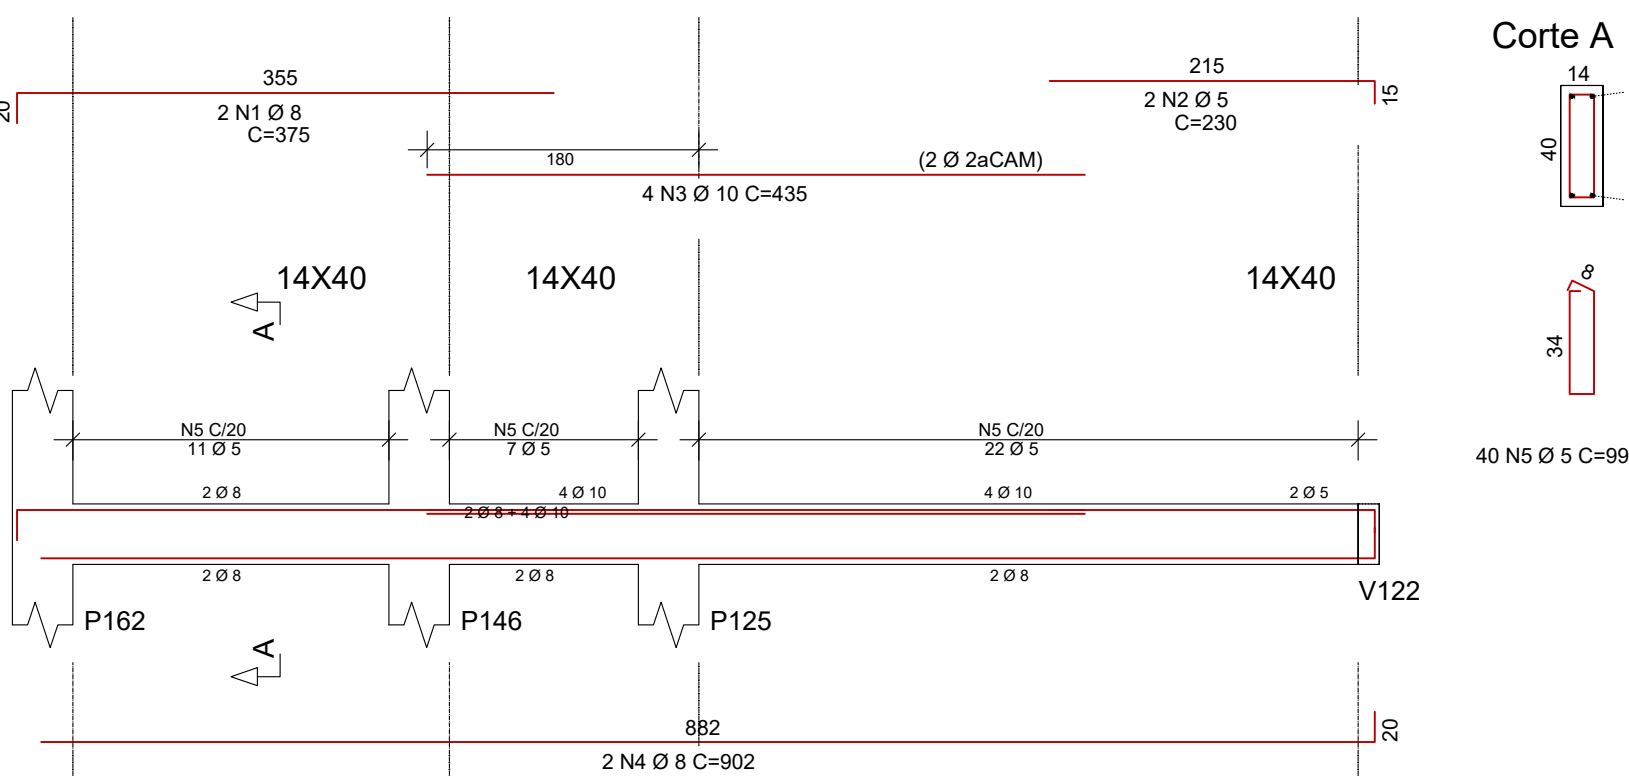 Corte A
355
215
14
20
2 N1 Ø 8
C=375
2 N2 Ø 5
C=230
15
180
(2 Ø 2aCAM)
40
4 N3 Ø 10 C=435
14X40
14X40
14X40
8
A
34
N5 C/20
11 Ø 5
N5 C/20
7 Ø 5
N5 C/20
22 Ø 5
40 N5 Ø 5 C=99
2 Ø 8
4 Ø 10
4 Ø 10
2 Ø 5
2 Ø 8 + 4 Ø 10
2 Ø 8
2 Ø 8
2 Ø 8
V122
P162
P146
P125
A
882
20
2 N4 Ø 8 C=902